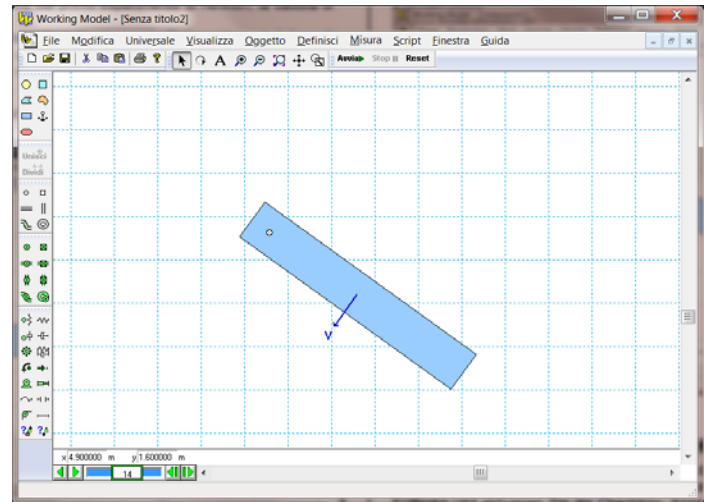 Working Model - [Senza titolo2]
File Modifica Universale Visualizza Oggetto Definisci Misura Script Einestra Guida
A Avvia Stop Reset
Unisci
Dividi
V
x 4.900000 m y 1.600000 m
14